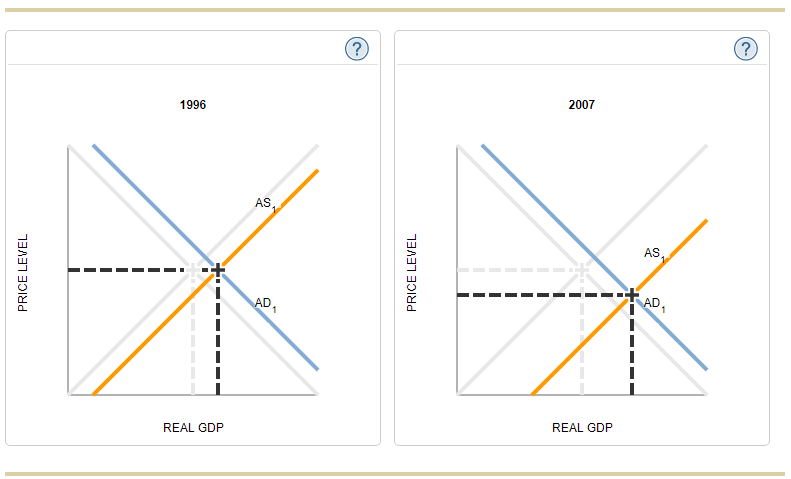 ?
1996
AS1
AD1
PRICE LEVEL
REAL GDP
?
2007
AS1
AD1
PRICE LEVEL
REAL GDP